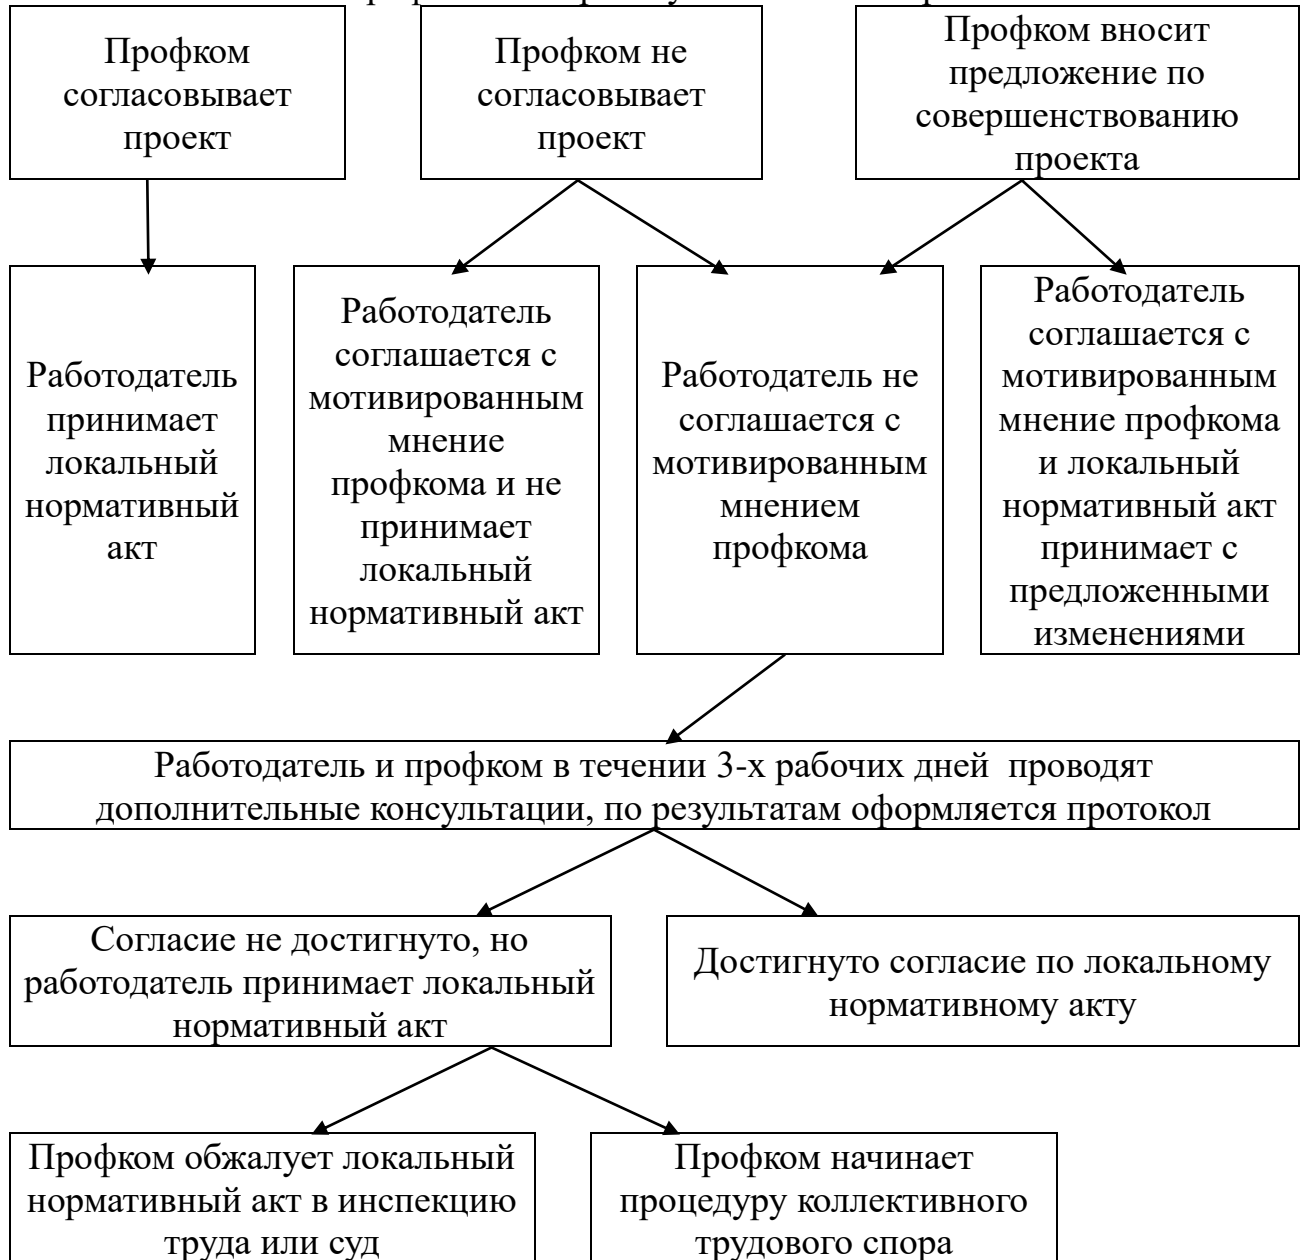 Профком
согласовывает
проект
Профком не
согласовывает
проект
Профком вносит
предложение по
совершенствованию
проекта
Работодатель
принимает
локальный
нормативный
акт
Работодатель
соглашается с
мотивированным
мнение
профкома и не
принимает
локальный
нормативный акт
Работодатель не
соглашается с
мотивированным
мнением
профкома
Работодатель
соглашается с
мотивированным
мнение профкома
и локальный
нормативный акт
принимает с
предложенными
изменениями
Работодатель и профком в течении 3-х рабочих дней  проводят
дополнительные консультации, по результатам оформляется протокол
Согласие не достигнуто, но
работодатель принимает локальный
нормативный акт
Достигнуто согласие по локальному
нормативному акту
Профком обжалует локальный
нормативный акт в инспекцию
труда или суд
Профком начинает
процедуру коллективного
трудового спора